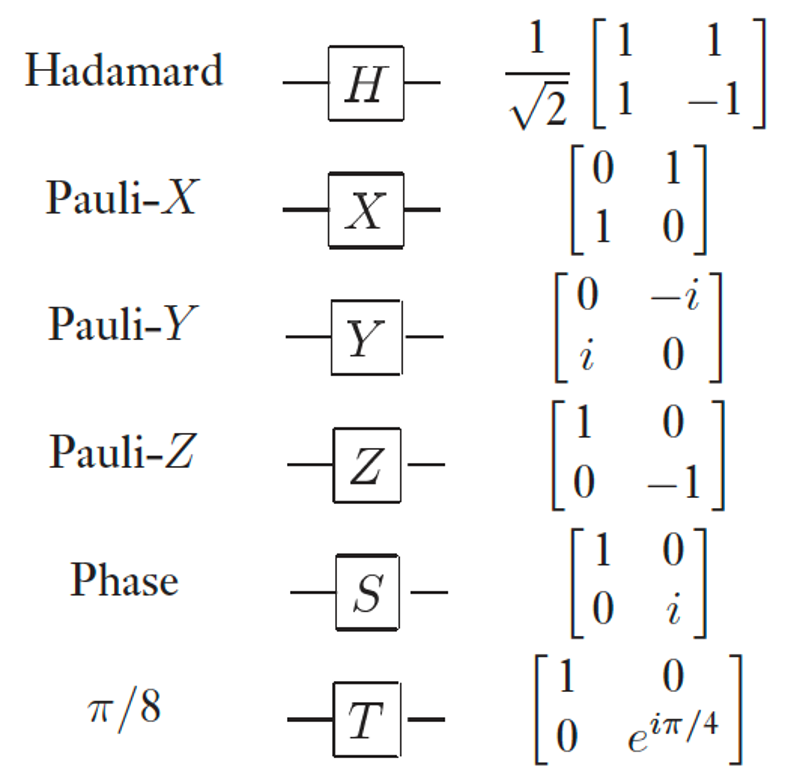 Hadamard H 1/√2 [1 1; 1 −1]
Pauli-X X [0 1; 1 0]
Pauli-Y Y [0 −i; i 0]
Pauli-Z Z [1 0; 0 −1]
Phase S [1 0; 0 i]
π/8 T [1 0; 0 e^{iπ/4}]